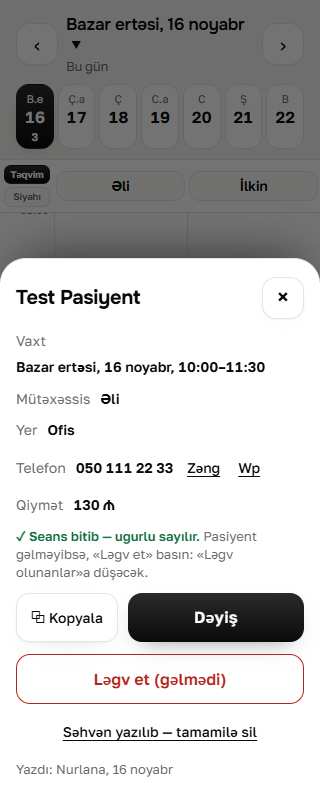 ‹
Bazar ertəsi, 16 noyabr
▼
Bu gün
›
B.e Ç.a Ç C.a C Ş B
16 17 18 19 20 21 22
3
Təqvim
Siyahı
Əli İlkin
Test Pasiyent
×
Vaxt
Bazar ertəsi, 16 noyabr, 10:00–11:30
Mütəxəssis Əli
Yer Ofis
Telefon 050 111 22 33 Zəng Wp
Qiymət 130 ₼
✓ Seans bitib — uğurlu sayılır. Pasiyent
gəlməyibsə, «Ləğv et» basın: «Ləğv
olunanlar»a düşəcək.
Kopyala
Dəyiş
Ləğv et (gəlmədi)
Səhvən yazılıb — tamamilə sil
Yazdı: Nurlana, 16 noyabr